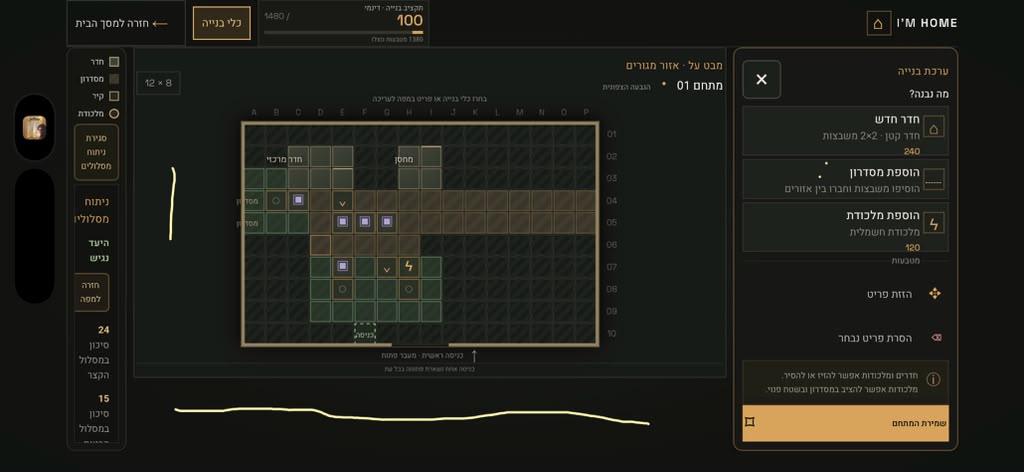 I'M HOME
תקציב בנייה · דינמי
100
1480 /
כלי בנייה
חזרה למסך הבית ←
ערכת בנייה
מה נבנה?
×
חדר חדש
חדר קטן · 2×2 משבצות
240
הוספת מסדרון
הוסיפו משבצות וחברו בין אזורים
הוספת מלכודת
מלכודת חשמלית
120
מטבעות
הזזת פריט
הסרת פריט נבחר
חדרים ומלכודות אפשר להזיז או להסיר.
מלכודות אפשר להציב במסדרון ובשטח פנוי.
שמירת המתחם
מבט על · אזור מגורים
מתחם 01 • הגבעה הצפונית
12 × 8
בחרו כלי בנייה או פריט במפה לעריכה
A B C D E F G H I J K L M N O P
01
02
03
04
05
06
07
08
09
10
חדר מרכזי
מחסן
מסדרון
מסדרון
כניסה
כניסה ראשית · מעבר פתוח ↑
כניסה אחת נשארת פתוחה בכל עת
חדר
מסדרון
קיר
מלכודת
סגירת
ניתוח
מסלולים
ניתוח
מסלולי
היעד
נגיש
חזרה
למפה
24
סיכון
במסלול
הקצר
15
סיכון
במסלול